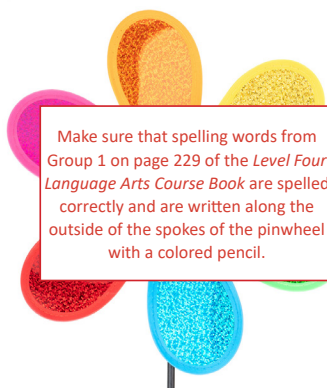 Make sure that spelling words from
Group 1 on page 229 of the Level Four
Language Arts Course Book are spelled
correctly and are written along the
outside of the spokes of the pinwheel
with a colored pencil.